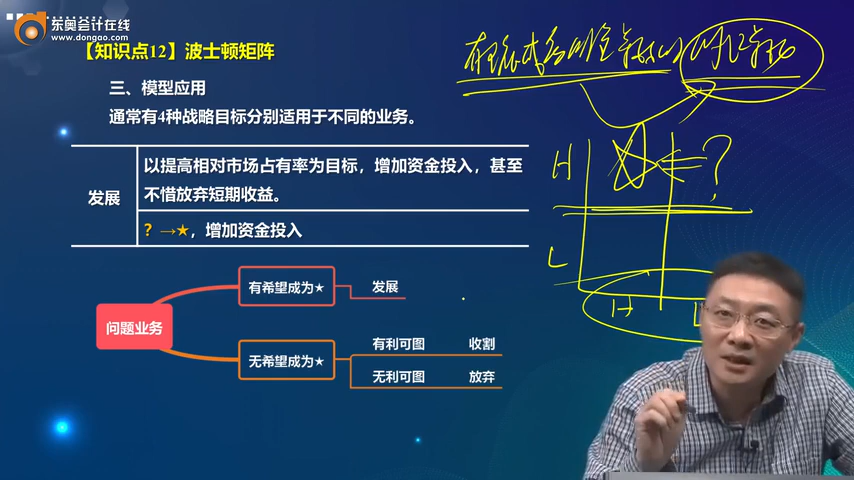 东奥会计在线
www.dongao.com
【知识点12】波士顿矩阵
三、模型应用
通常有4种战略目标分别适用于不同的业务。
发展
以提高相对市场占有率为目标，增加资金投入，甚至
不惜放弃短期收益。
？→★，增加资金投入
问题业务
有希望成为★
发展
无希望成为★
有利可图
收割
无利可图
放弃
H
?
L
H